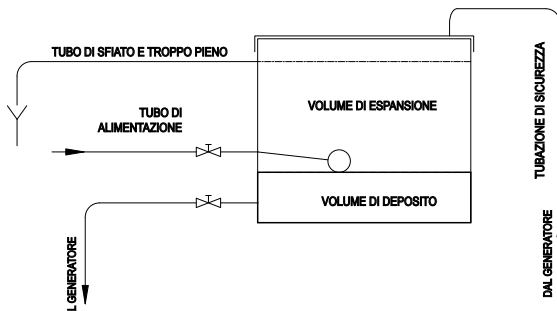 TUBO DI SFIATO E TROPPO PIENO
TUBO DI
ALIMENTAZIONE
VOLUME DI ESPANSIONE
VOLUME DI DEPOSITO
L GENERATORE
TUBAZIONE DI SICUREZZA
DAL GENERATORE